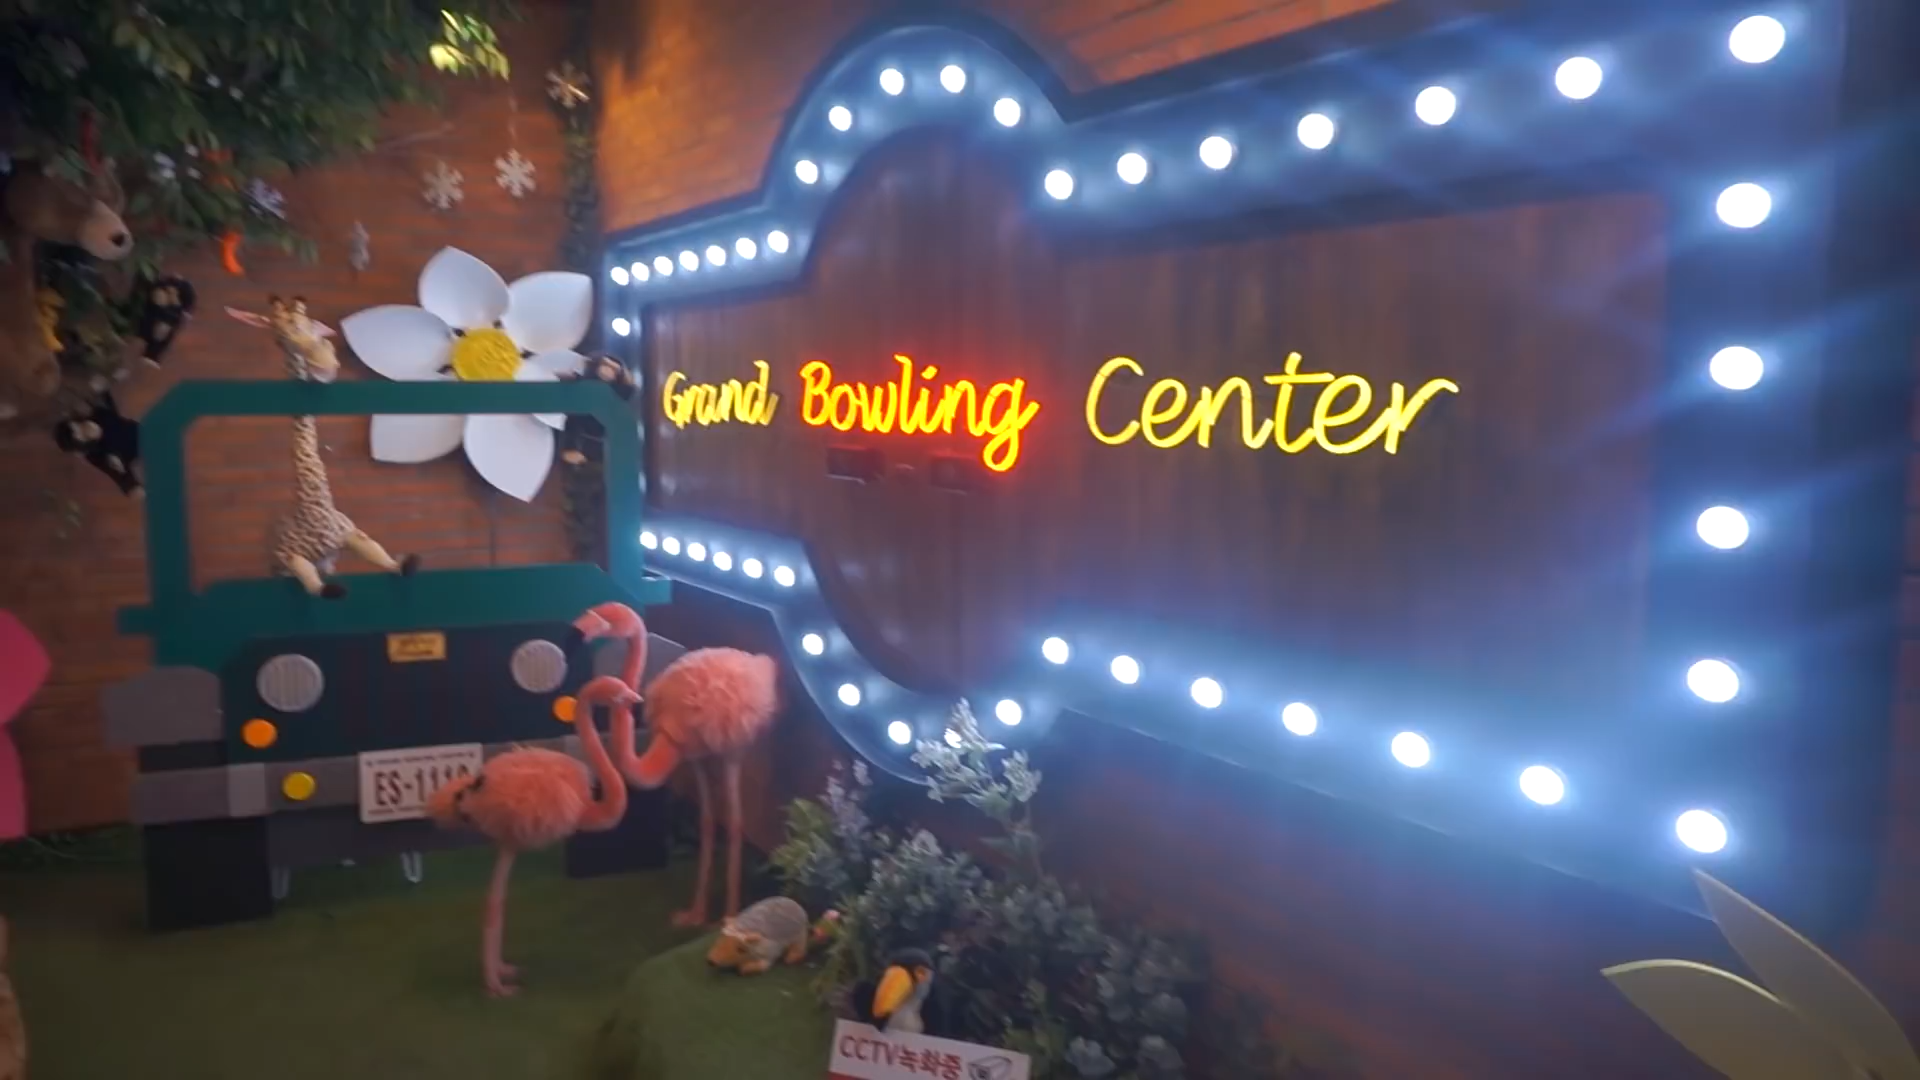 Grand Bowling Center
ES-111
CCTV녹화중